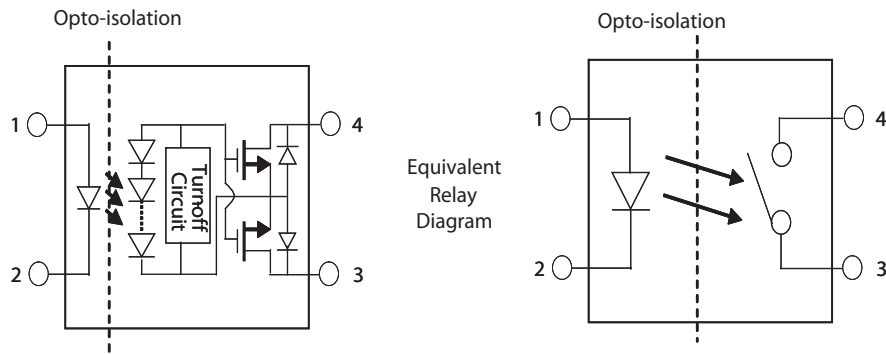 Opto-isolation
1
2
Turnoff
Circuit
4
3
Equivalent
Relay
Diagram
Opto-isolation
1
2
4
3